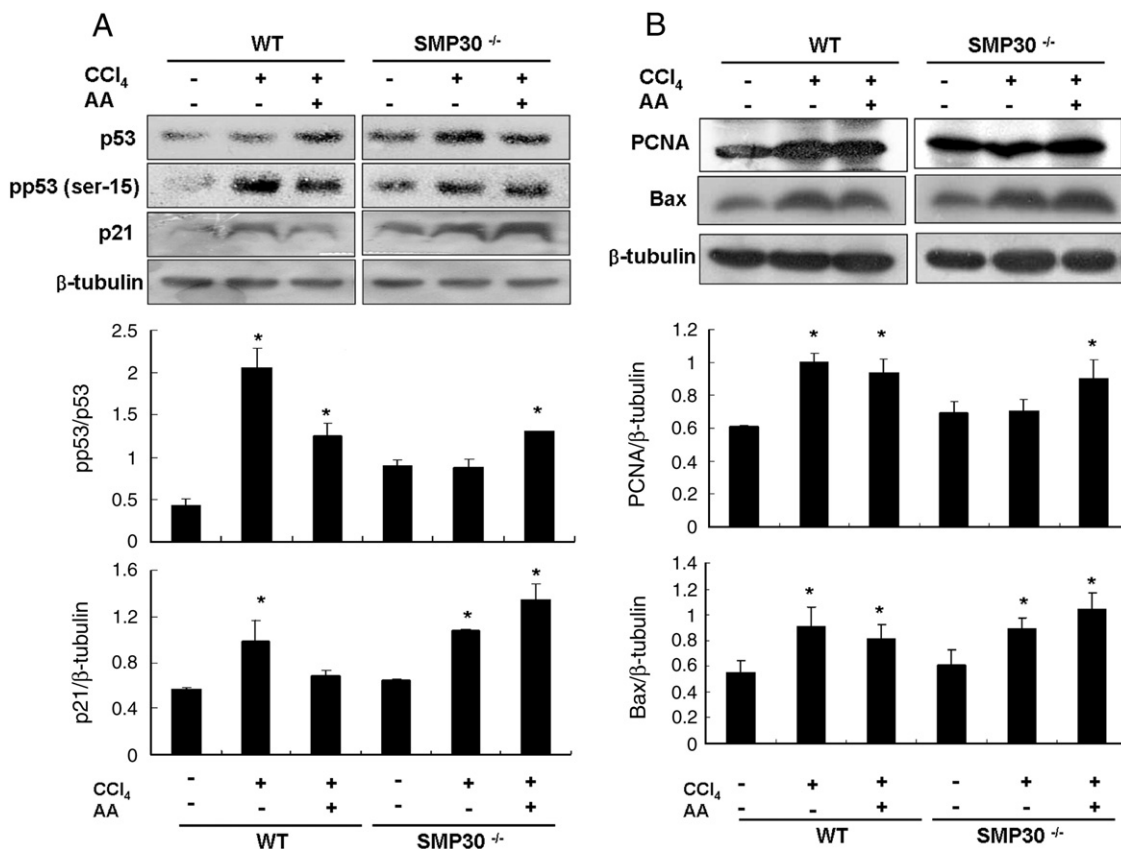 A
WT SMP30 -/-
CCl4 - + + - + +
AA - - + - - +
p53
pp53 (ser-15)
p21
β-tubulin
2.5
2
1.5
1
0.5
0
pp53/p53
* * *
1.6
1.2
0.8
0.4
0
p21/β-tubulin
* * *
CCl4 - + + - + +
AA - - + - - +
WT SMP30 -/-
B
WT SMP30 -/-
CCl4 - + + - + +
AA - - + - - +
PCNA
Bax
β-tubulin
1.2
1
0.8
0.6
0.4
0.2
0
PCNA/β-tubulin
* * *
1.4
1.2
1
0.8
0.6
0.4
0.2
0
Bax/β-tubulin
* * * *
CCl4 - + + - + +
AA - - + - - +
WT SMP30 -/-